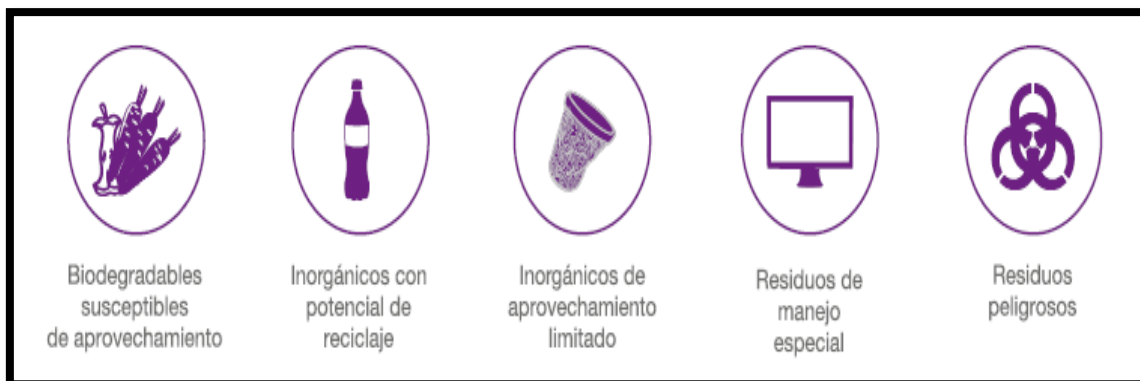 Biodegradables
susceptibles
de aprovechamiento
Inorgánicos con
potencial de
reciclaje
Inorgánicos de
aprovechamiento
limitado
Residuos de
manejo
especial
Residuos
peligrosos